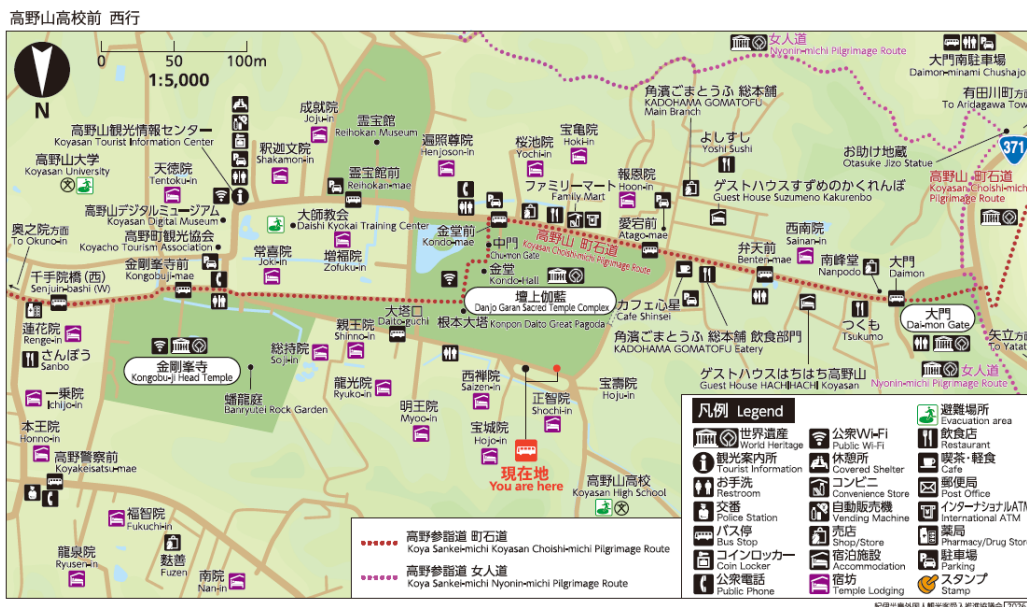 高野山高校前 西行
0 50 100m
1:5,000
N
女人道
Nyonin-michi Pilgrimage Route
大門南駐車場
Daimon-minami Chushajo
有田川町方面
To Aridagawa Town
371
お助け地蔵
Otasuke Jizo Statue
高野山 町石道
Koyasan Choishi-michi
Pilgrimage Route
高野山観光情報センター
Koyasan Tourist Information Center
高野山大学
Koyasan University
天徳院
Tentoku-in
成就院
Joju-in
釈迦文院
Shakamon-in
霊宝館
Reihokan Museum
霊宝館前
Reihokan-mae
遍照尊院
Henjoson-in
桜池院
Yochi-in
宝亀院
Hoki-in
角濱ごまとうふ 総本舗
KADOHAMA GOMATOFU
Main Branch
よしすし
Yoshi Sushi
報恩院
Hoon-in
ゲストハウスすずめのかくれんぼ
Guest House Suzumeno Kakurenbo
ファミリーマート
Family Mart
愛宕前
Atago-mae
高野山デジタルミュージアム
Koyasan Digital Museum
高野町観光協会
Koyacho Tourism Association
大師教会
Daishi Kyokai Training Center
常喜院
Joki-in
増福院
Zofuku-in
金堂前
Kondo-mae
中門
Chu-mon Gate
金堂
Kondo-Hall
高野山 町石道
Koyasan Choishi-michi Pilgrimage Route
弁天前
Benten-mae
西南院
Sainan-in
南峰堂
Nanpodo
大門
Daimon
奥之院方面
To Okuno-in
千手院橋 (西)
Senjuin-bashi (W)
金剛峯寺前
Kongobuji-mae
壇上伽藍
Danjo Garan Sacred Temple Complex
大塔口
Daito-guchi
根本大塔
Konpon Daito Great Pagoda
カフェ心星
Cafe Shinsei
角濱ごまとうふ 総本舗 飲食部門
KADOHAMA GOMATOFU Eatery
つくも
Tsukumo
大門
Dai-mon Gate
矢立方面
To Yatate
女人道
Nyonin-michi Pilgrimage Route
ゲストハウスはちはち高野山
Guest House HACHIHACHI Koyasan
蓮花院
Renge-in
さんぼう
Sanbo
一乗院
Ichijo-in
本王院
Honno-in
高野警察前
Koyakeisatsu-mae
金剛峯寺
Kongobu-Ji Head Temple
蟠龍庭
Banryutei Rock Garden
総持院
Soji-in
親王院
Shinno-in
龍光院
Ryuko-in
明王院
Myoo-in
西禅院
Saizen-in
宝城院
Hojo-in
正智院
Shochi-in
宝壽院
Hoju-in
現在地
You are here
高野山高校
Koyasan High School
福智院
Fukuchi-in
龍泉院
Ryusen-in
麩善
Fuzen
南院
Nan-in
高野参詣道 町石道
Koya Sankei-michi Koyasan Choishi-michi Pilgrimage Route
高野参詣道 女人道
Koya Sankei-michi Nyonin-michi Pilgrimage Route
凡例 Legend
世界遺産
World Heritage
観光案内所
Tourist Information
お手洗
Restroom
交番
Police Station
バス停
Bus Stop
コインロッカー
Coin Locker
公衆電話
Public Phone
公衆Wi-Fi
Public Wi-Fi
休憩所
Covered Shelter
コンビニ
Convenience Store
自動販売機
Vending Machine
売店
Shop/Store
宿泊施設
Accommodation
宿坊
Temple Lodging
避難場所
Evacuation area
飲食店
Restaurant
喫茶・軽食
Cafe
郵便局
Post Office
インターナショナルATM
International ATM
薬局
Pharmacy/Drug Store
駐車場
Parking
スタンプ
Stamp